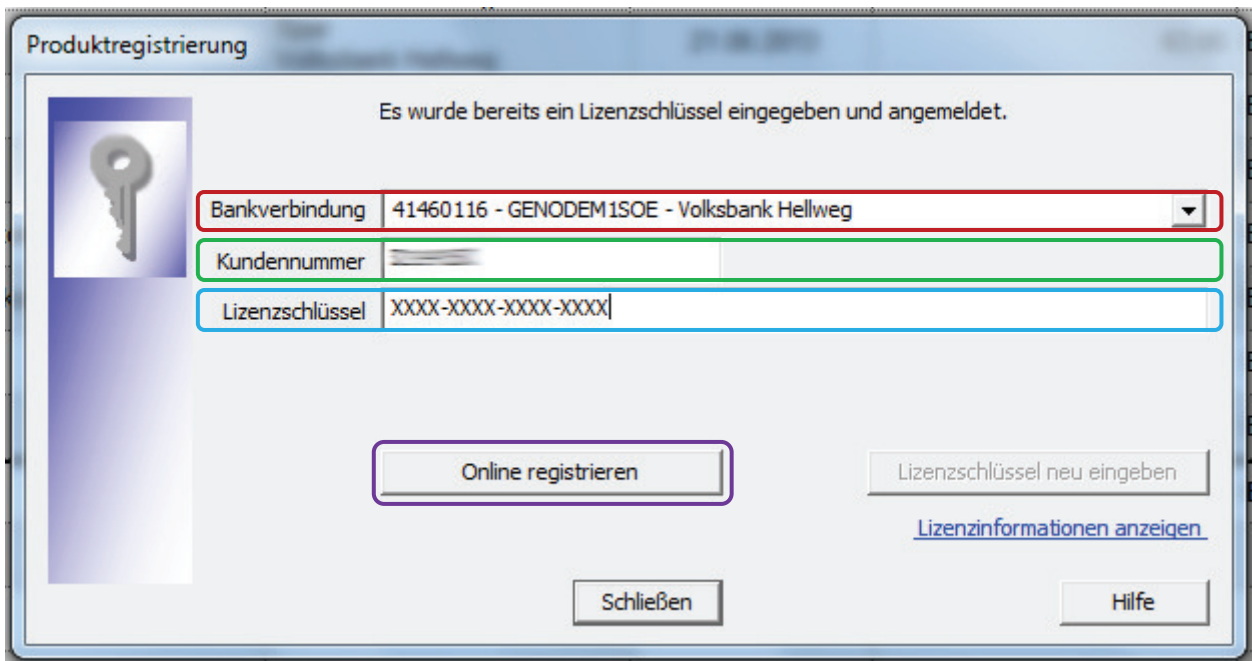 Produktregistrierung
Es wurde bereits ein Lizenzschlüssel eingegeben und angemeldet.
Bankverbindung 41460116 - GENODEM1SOE - Volksbank Hellweg
Kundennummer
Lizenzschlüssel XXXX-XXXX-XXXX-XXXX
Online registrieren Lizenzschlüssel neu eingeben
Lizenzinformationen anzeigen
Schließen Hilfe